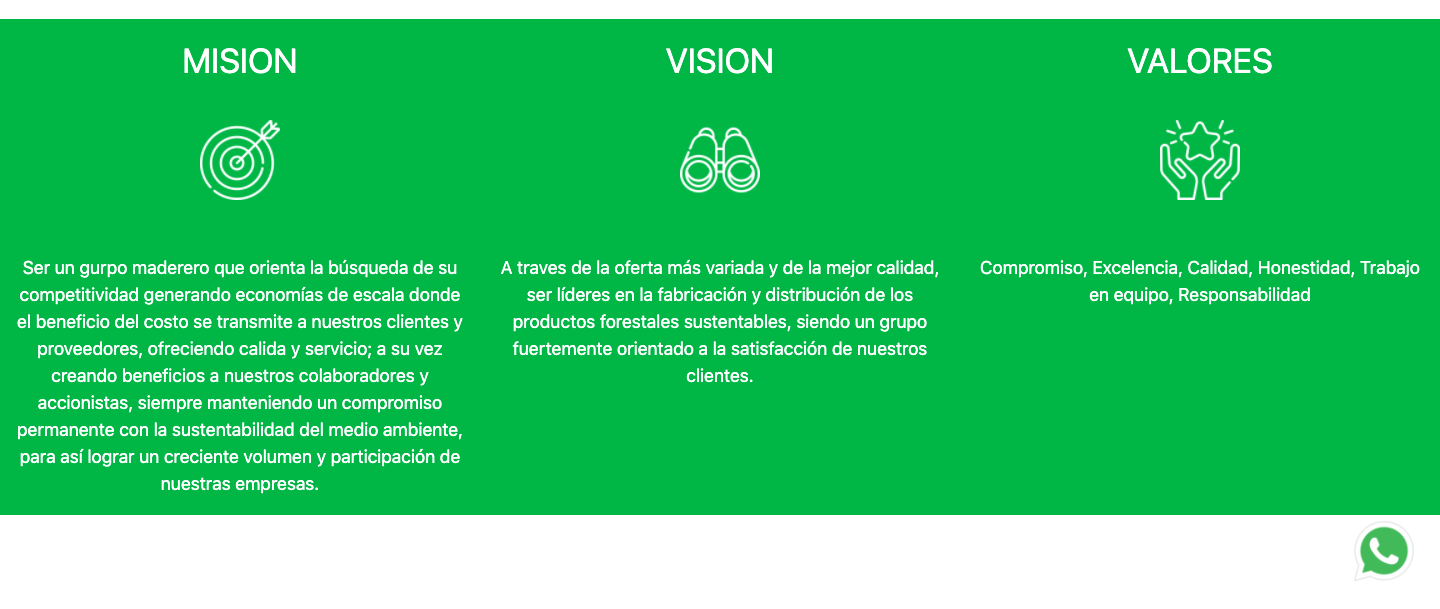 MISION
Ser un gurpo maderero que orienta la búsqueda de su
competitividad generando economías de escala donde
el beneficio del costo se transmite a nuestros clientes y
proveedores, ofreciendo calida y servicio; a su vez
creando beneficios a nuestros colaboradores y
accionistas, siempre manteniendo un compromiso
permanente con la sustentabilidad del medio ambiente,
para así lograr un creciente volumen y participación de
nuestras empresas.
VISION
A traves de la oferta más variada y de la mejor calidad,
ser líderes en la fabricación y distribución de los
productos forestales sustentables, siendo un grupo
fuertemente orientado a la satisfacción de nuestros
clientes.
VALORES
Compromiso, Excelencia, Calidad, Honestidad, Trabajo
en equipo, Responsabilidad